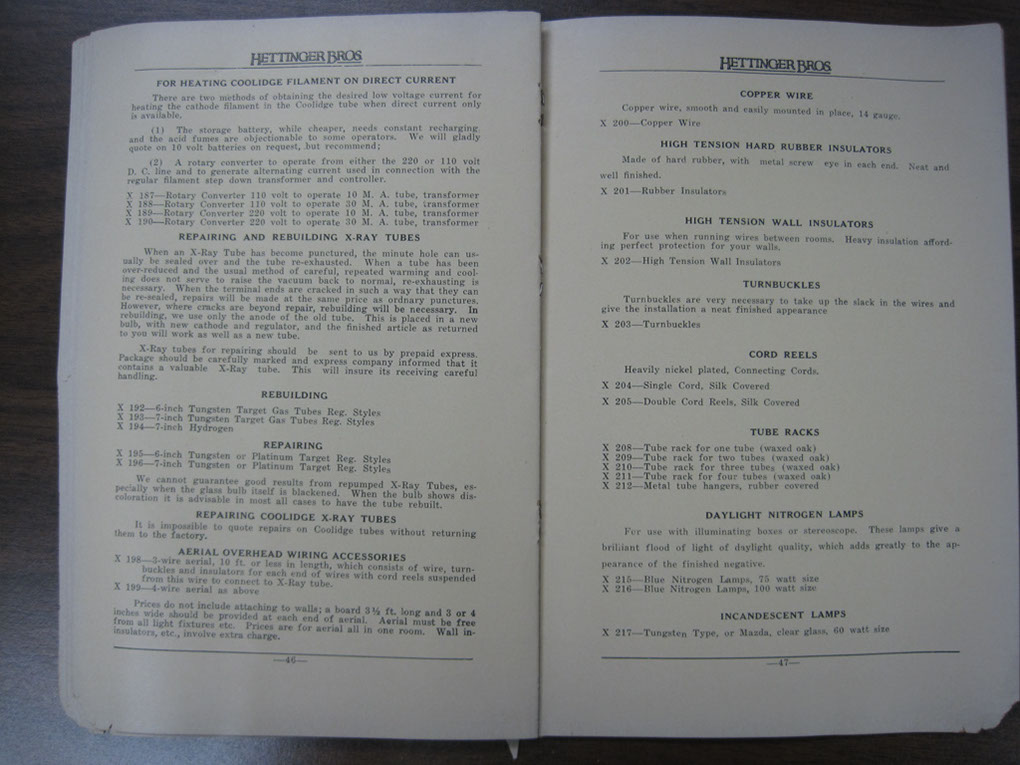 HETTINGER BROS.
FOR HEATING COOLIDGE FILAMENT ON DIRECT CURRENT
There are two methods of obtaining the desired low voltage current for
heating the cathode filament in the Coolidge tube when direct current only
is available.
(1) The storage battery, while cheaper, needs constant recharging
and the acid fumes are objectionable to some operators. We will gladly
quote on 10 volt batteries on request, but recommend;
(2) A rotary converter to operate from either the 220 or 110 volt
D. C. line and to generate alternating current used in connection with the
regular filament step down transformer and controller.
X 187—Rotary Converter 110 volt to operate 10 M. A. tube, transformer
X 188—Rotary Converter 110 volt to operate 30 M. A. tube, transformer
X 189—Rotary Converter 220 volt to operate 10 M. A. tube, transformer
X 190—Rotary Converter 220 volt to operate 30 M. A. tube, transformer
REPAIRING AND REBUILDING X-RAY TUBES
When an X-Ray Tube has become punctured, the minute hole can us-
ually be sealed over and the tube re-exhausted. When a tube has been
over-reduced and the usual method of careful, repeated warming and cool-
ing does not serve to raise the vacuum back to normal, re-exhausting is
necessary. When the terminal ends are cracked in such a way that they can
be re-sealed, repairs will be made at the same price as ordnary punctures.
However, where cracks are beyond repair, rebuilding will be necessary. In
rebuilding, we use only the anode of the old tube. This is placed in a new
bulb, with new cathode and regulator, and the finished article as returned
to you will work as well as a new tube.
X-Ray tubes for repairing should be sent to us by prepaid express.
Package should be carefully marked and express company informed that it
contains a valuable X-Ray tube. This will insure its receiving careful
handling.
REBUILDING
X 192—6-inch Tungsten Target Gas Tubes Reg. Styles
X 193—7-inch Tungsten Target Gas Tubes Reg. Styles
X 194—7-inch Hydrogen
REPAIRING
X 195—6-inch Tungsten or Platinum Target Reg. Styles
X 196—7-inch Tungsten or Platinum Target Reg. Styles
We cannot guarantee good results from repumped X-Ray Tubes, es-
pecially when the glass bulb itself is blackened. When the bulb shows dis-
coloration it is advisable in most all cases to have the tube rebuilt.
REPAIRING COOLIDGE X-RAY TUBES
It is impossible to quote repairs on Coolidge tubes without returning
them to the factory.
AERIAL OVERHEAD WIRING ACCESSORIES
X 198—3-wire aerial, 10 ft. or less in length, which consists of wire, turn-
buckles and insulators for each end of wires with cord reels suspended
from this wire to connect to X-Ray tube.
X 199—4-wire aerial as above
Prices do not include attaching to walls; a board 3½ ft. long and 3 or 4
inches wide should be provided at each end of aerial. Aerial must be free
from all light fixtures etc. Prices are for aerial all in one room. Wall in-
insulators, etc., involve extra charge.
—46—
HETTINGER BROS.
COPPER WIRE
Copper wire, smooth and easily mounted in place, 14 gauge.
X 200—Copper Wire
HIGH TENSION HARD RUBBER INSULATORS
Made of hard rubber, with metal screw eye in each end. Neat and
well finished.
X 201—Rubber Insulators
HIGH TENSION WALL INSULATORS
For use when running wires between rooms. Heavy insulation afford-
ing perfect protection for your walls.
X 202—High Tension Wall Insulators
TURNBUCKLES
Turnbuckles are very necessary to take up the slack in the wires and
give the installation a neat finished appearance
X 203—Turnbuckles
CORD REELS
Heavily nickel plated, Connecting Cords.
X 204—Single Cord, Silk Covered
X 205—Double Cord Reels, Silk Covered
TUBE RACKS
X 208—Tube rack for one tube (waxed oak)
X 209—Tube rack for two tubes (waxed oak)
X 210—Tube rack for three tubes (waxed oak)
X 211—Tube rack for four tubes (waxed oak)
X 212—Metal tube hangers, rubber covered
DAYLIGHT NITROGEN LAMPS
For use with illuminating boxes or stereoscope. These lamps give a
brilliant flood of light of daylight quality, which adds greatly to the ap-
pearance of the finished negative.
X 215—Blue Nitrogen Lamps, 75 watt size
X 216—Blue Nitrogen Lamps, 100 watt size
INCANDESCENT LAMPS
X 217—Tungsten Type, or Mazda, clear glass, 60 watt size
—47—